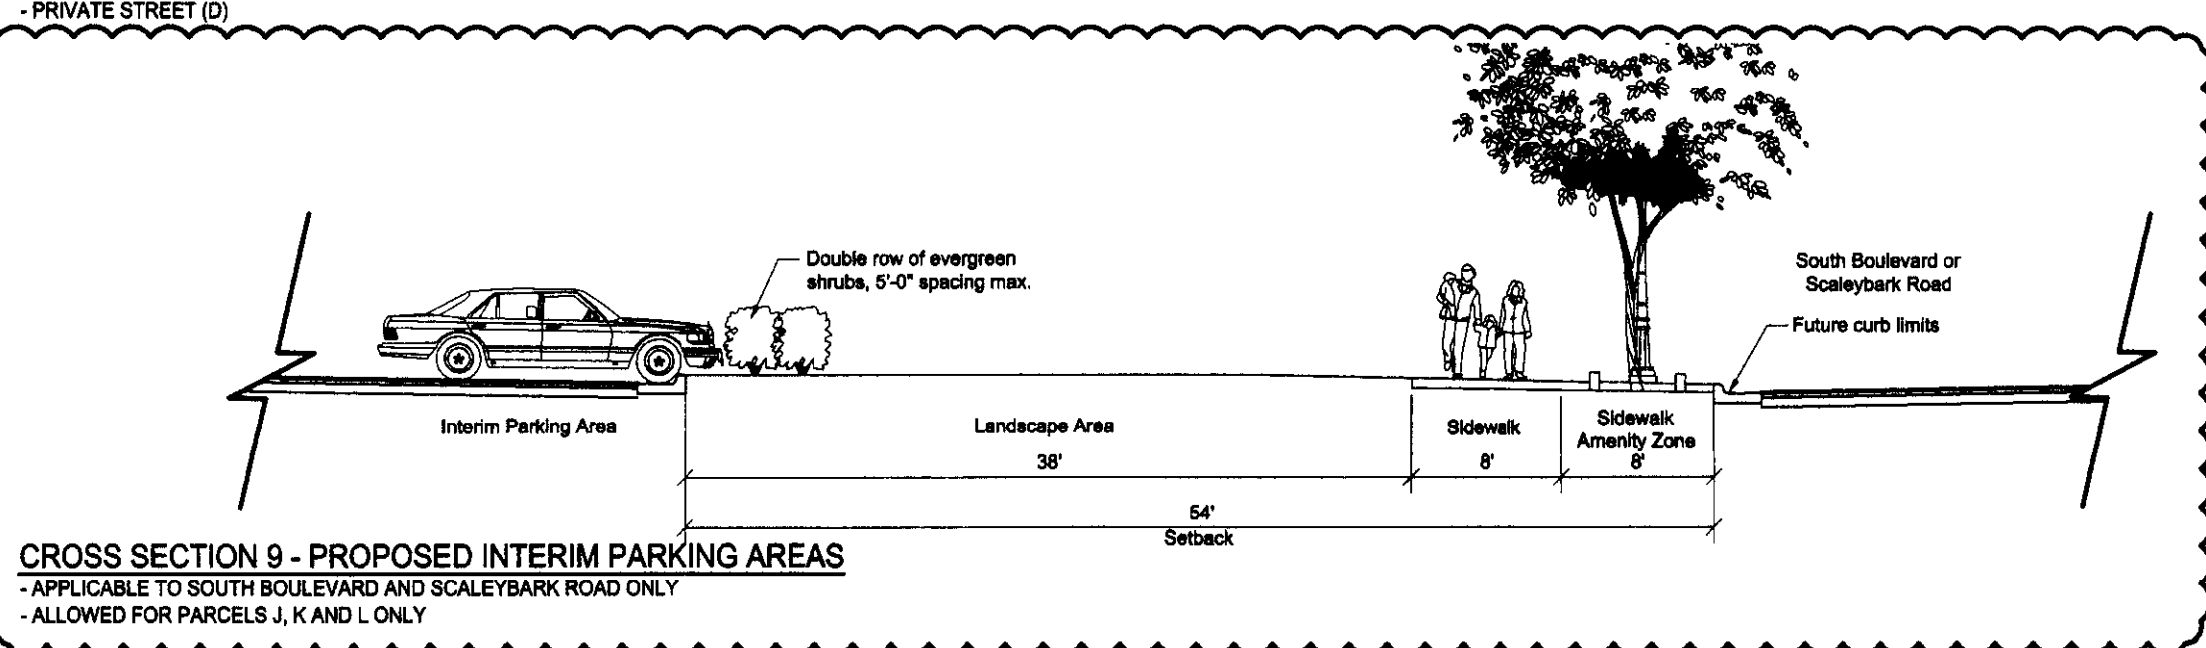 - PRIVATE STREET (D)
Double row of evergreen
shrubs, 5'-0" spacing max.
South Boulevard or
Scaleybark Road
Future curb limits
Interim Parking Area
Landscape Area
38'
Sidewalk
8'
Sidewalk
Amenity Zone
8'
54'
Setback
CROSS SECTION 9 - PROPOSED INTERIM PARKING AREAS
- APPLICABLE TO SOUTH BOULEVARD AND SCALEYBARK ROAD ONLY
- ALLOWED FOR PARCELS J, K AND L ONLY